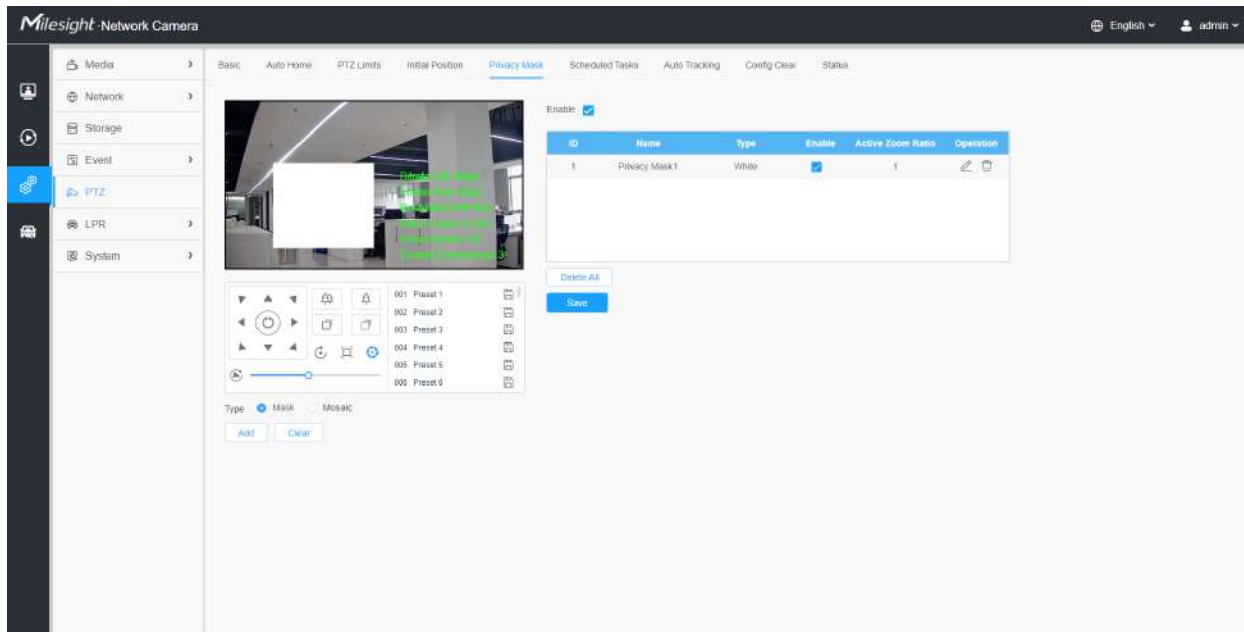 Milesight Network Camera
English
admin
Media
Network
Storage
Event
PTZ
LPR
System
Basic Auto Home PTZ Limits Initial Position Privacy Mask Scheduled Tasks Auto Tracking Config Clear Status
Enable
ID Name Type Enable Active Zoom Ratio Operation
1 Privacy Mask1 White 1
Delete All
Save
001 Preset 1
002 Preset 2
003 Preset 3
004 Preset 4
005 Preset 5
006 Preset 6
Type Mask Mosaic
Add Clear